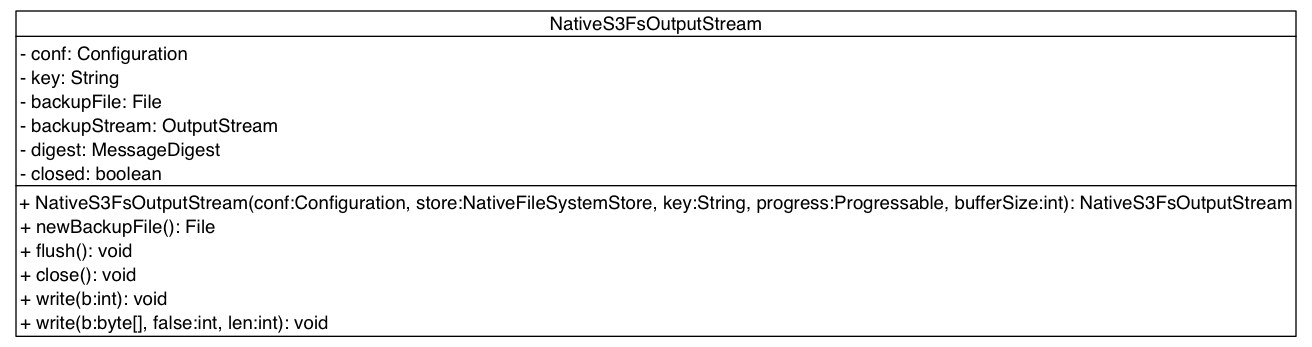 NativeS3FsOutputStream
- conf: Configuration
- key: String
- backupFile: File
- backupStream: OutputStream
- digest: MessageDigest
- closed: boolean
+ NativeS3FsOutputStream(conf:Configuration, store:NativeFileSystemStore, key:String, progress:Progressable, bufferSize:int): NativeS3FsOutputStream
+ newBackupFile(): File
+ flush(): void
+ close(): void
+ write(b:int): void
+ write(b:byte[], false:int, len:int): void